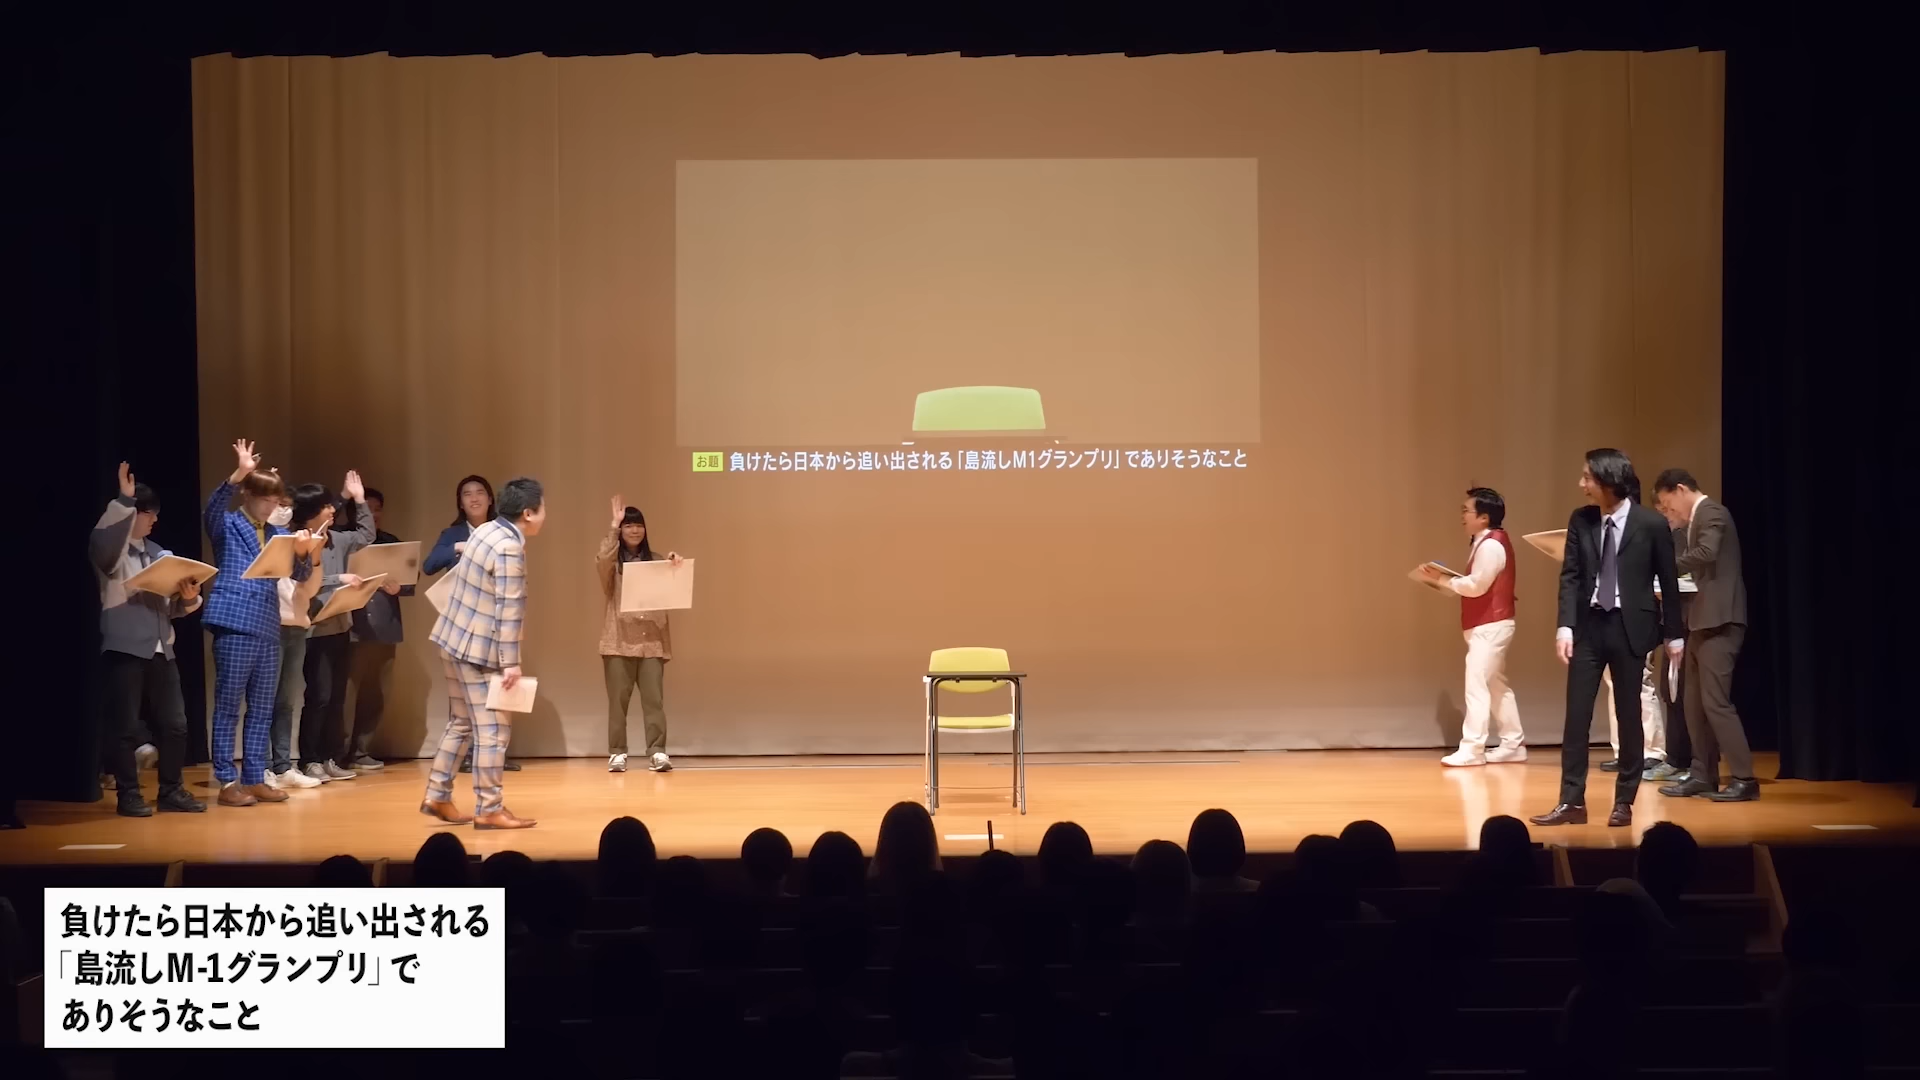 お題 負けたら日本から追い出される「島流しM1グランプリ」でありそうなこと
負けたら日本から追い出される
「島流しM-1グランプリ」で
ありそうなこと